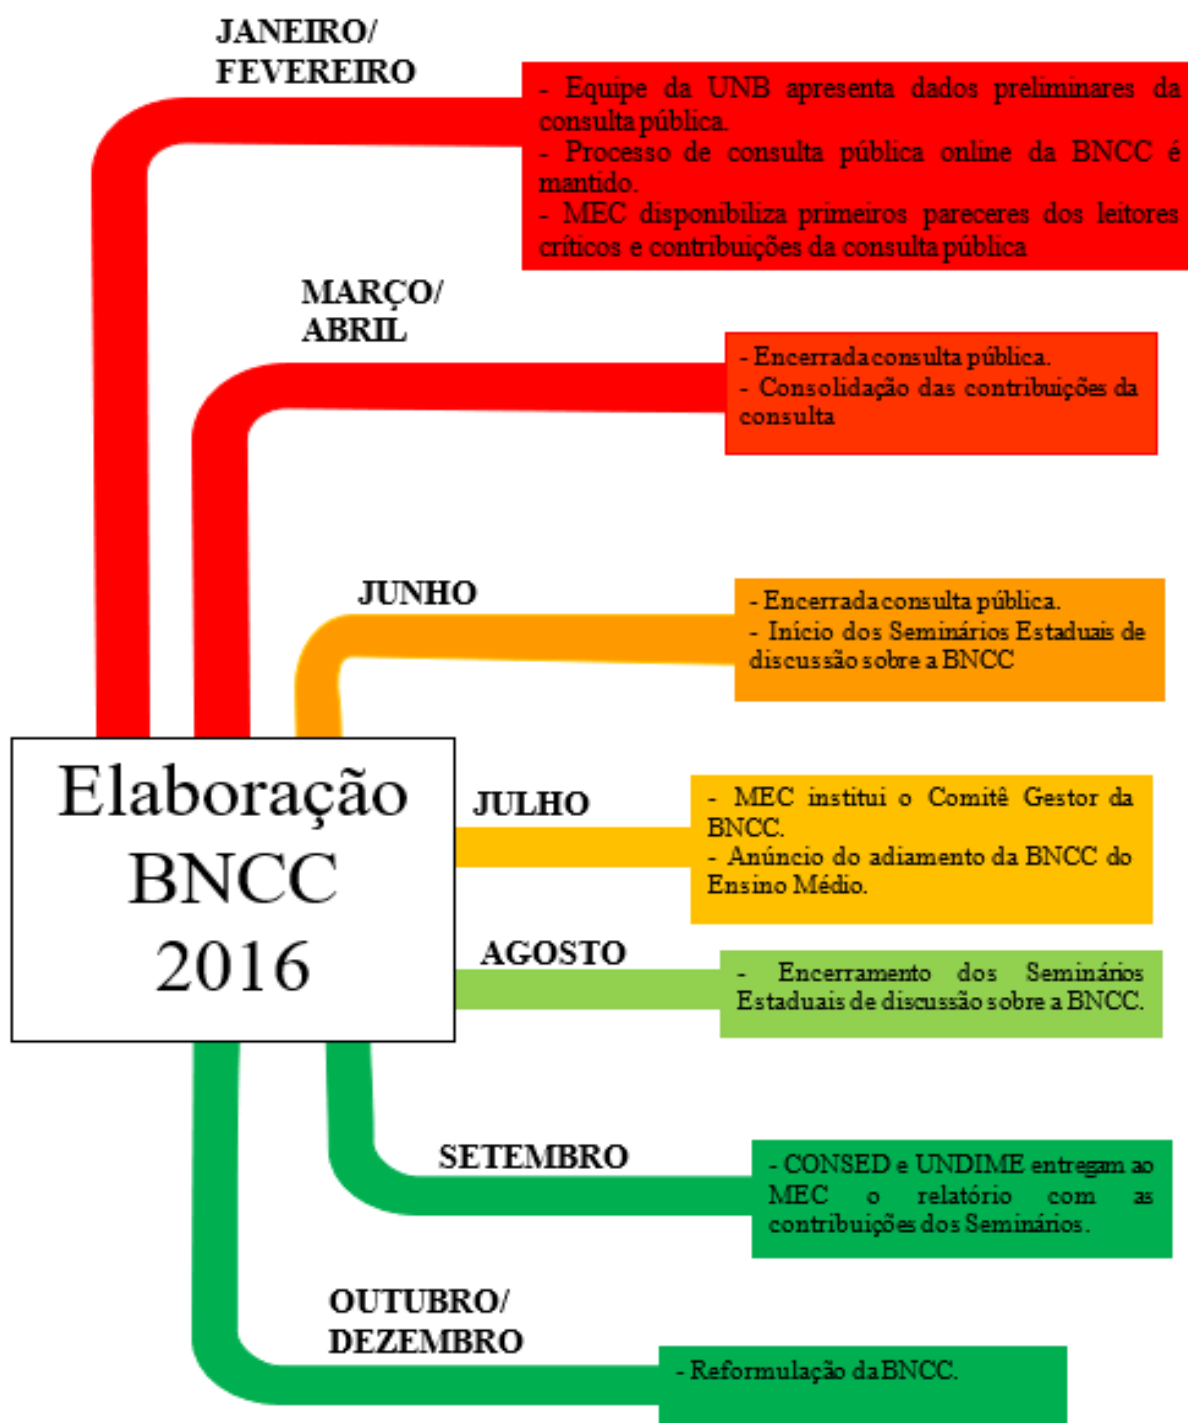 JANEIRO/
FEVEREIRO
- Equipe da UNB apresenta dados preliminares da
consulta pública.
- Processo de consulta pública online da BNCC é
mantido.
- MEC disponibiliza primeiros pareceres dos leitores
críticos e contribuições da consulta pública
MARÇO/
ABRIL
- Encerrada consulta pública.
- Consolidação das contribuições da
consulta
JUNHO
- Encerrada consulta pública.
- Início dos Seminários Estaduais de
discussão sobre a BNCC
Elaboração
BNCC
2016
JULHO
- MEC institui o Comitê Gestor da
BNCC.
- Anúncio do adiamento da BNCC do
Ensino Médio.
AGOSTO
- Encerramento dos Seminários
Estaduais de discussão sobre a BNCC.
SETEMBRO
- CONSED e UNDIME entregam ao
MEC o relatório com as
contribuições dos Seminários.
OUTUBRO/
DEZEMBRO
- Reformulação da BNCC.